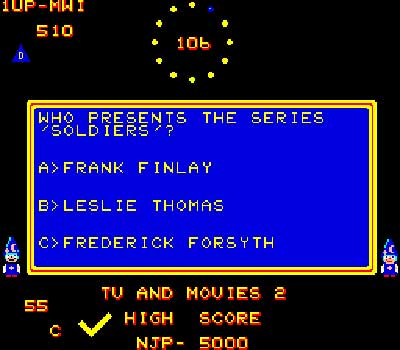 1UP-MWI
510
106
D
WHO PRESENTS THE SERIES
'SOLDIERS'?
A>FRANK FINLAY
B>LESLIE THOMAS
C>FREDERICK FORSYTH
TV AND MOVIES 2
55
HIGH SCORE
C
NJP- 5000